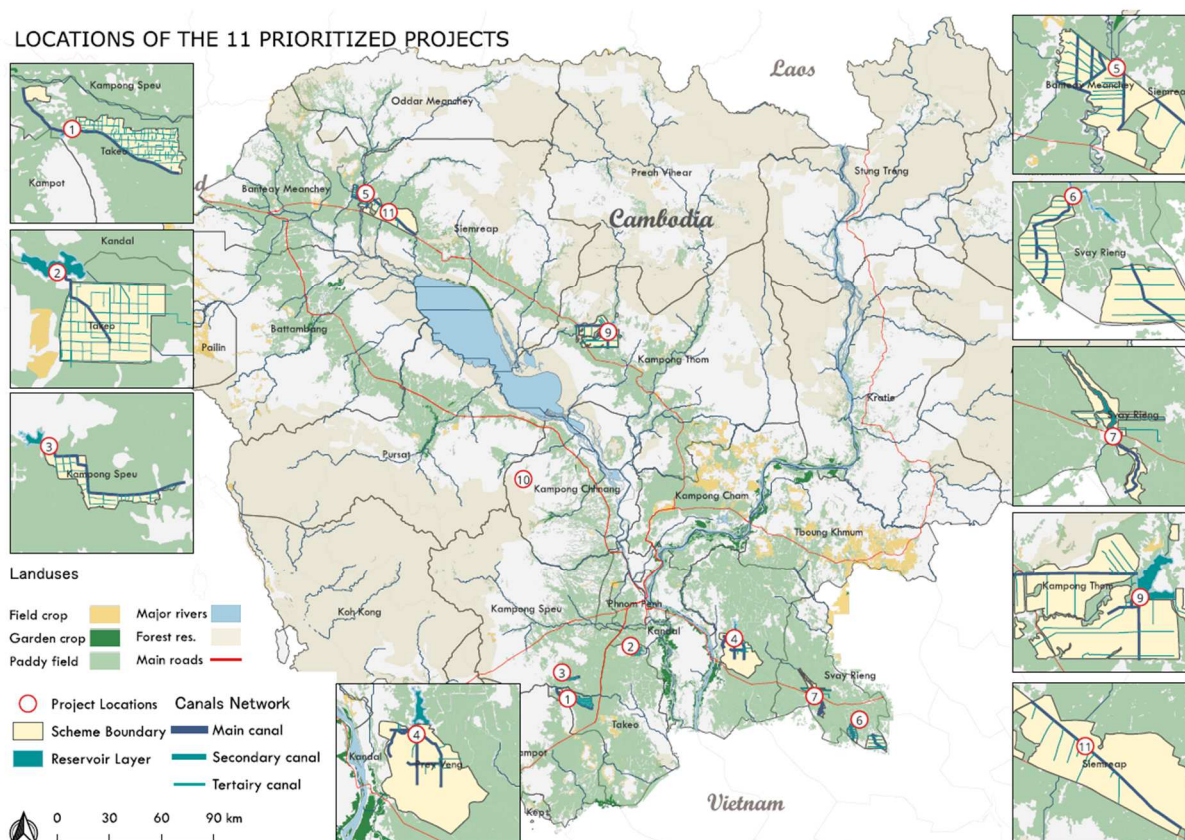 LOCATIONS OF THE 11 PRIORITIZED PROJECTS
Kampong Speu
1
Takeo
Kampot
Kandal
2
Takeo
3
Kampong Speu
Laos
Oddar Meanchey
Preah Vihear
Stung Treng
Banteay Meanchey
5
11
Siemreap
Cambodia
Battambang
Pailin
9
Kampong Thom
Kratie
Pursat
10
Kampong Chhnang
Kampong Cham
Tboung Khmum
Koh Kong
Kampong Speu
Phnom Penh
Kandal
2
4
3
1
Svay Rieng
7
6
Takeo
Kep
Vietnam
5
Banteay Meanchey
Siemrea
6
Svay Rieng
Svay Rieng
7
Kampong Thom
9
11
Siemreap
4
Kandal
Prey Veng
Landuses
Field crop
Major rivers
Garden crop
Forest res.
Paddy field
Main roads
Project Locations
Canals Network
Scheme Boundary
Main canal
Reservoir Layer
Secondary canal
Tertairy canal
0 30 60 90 km